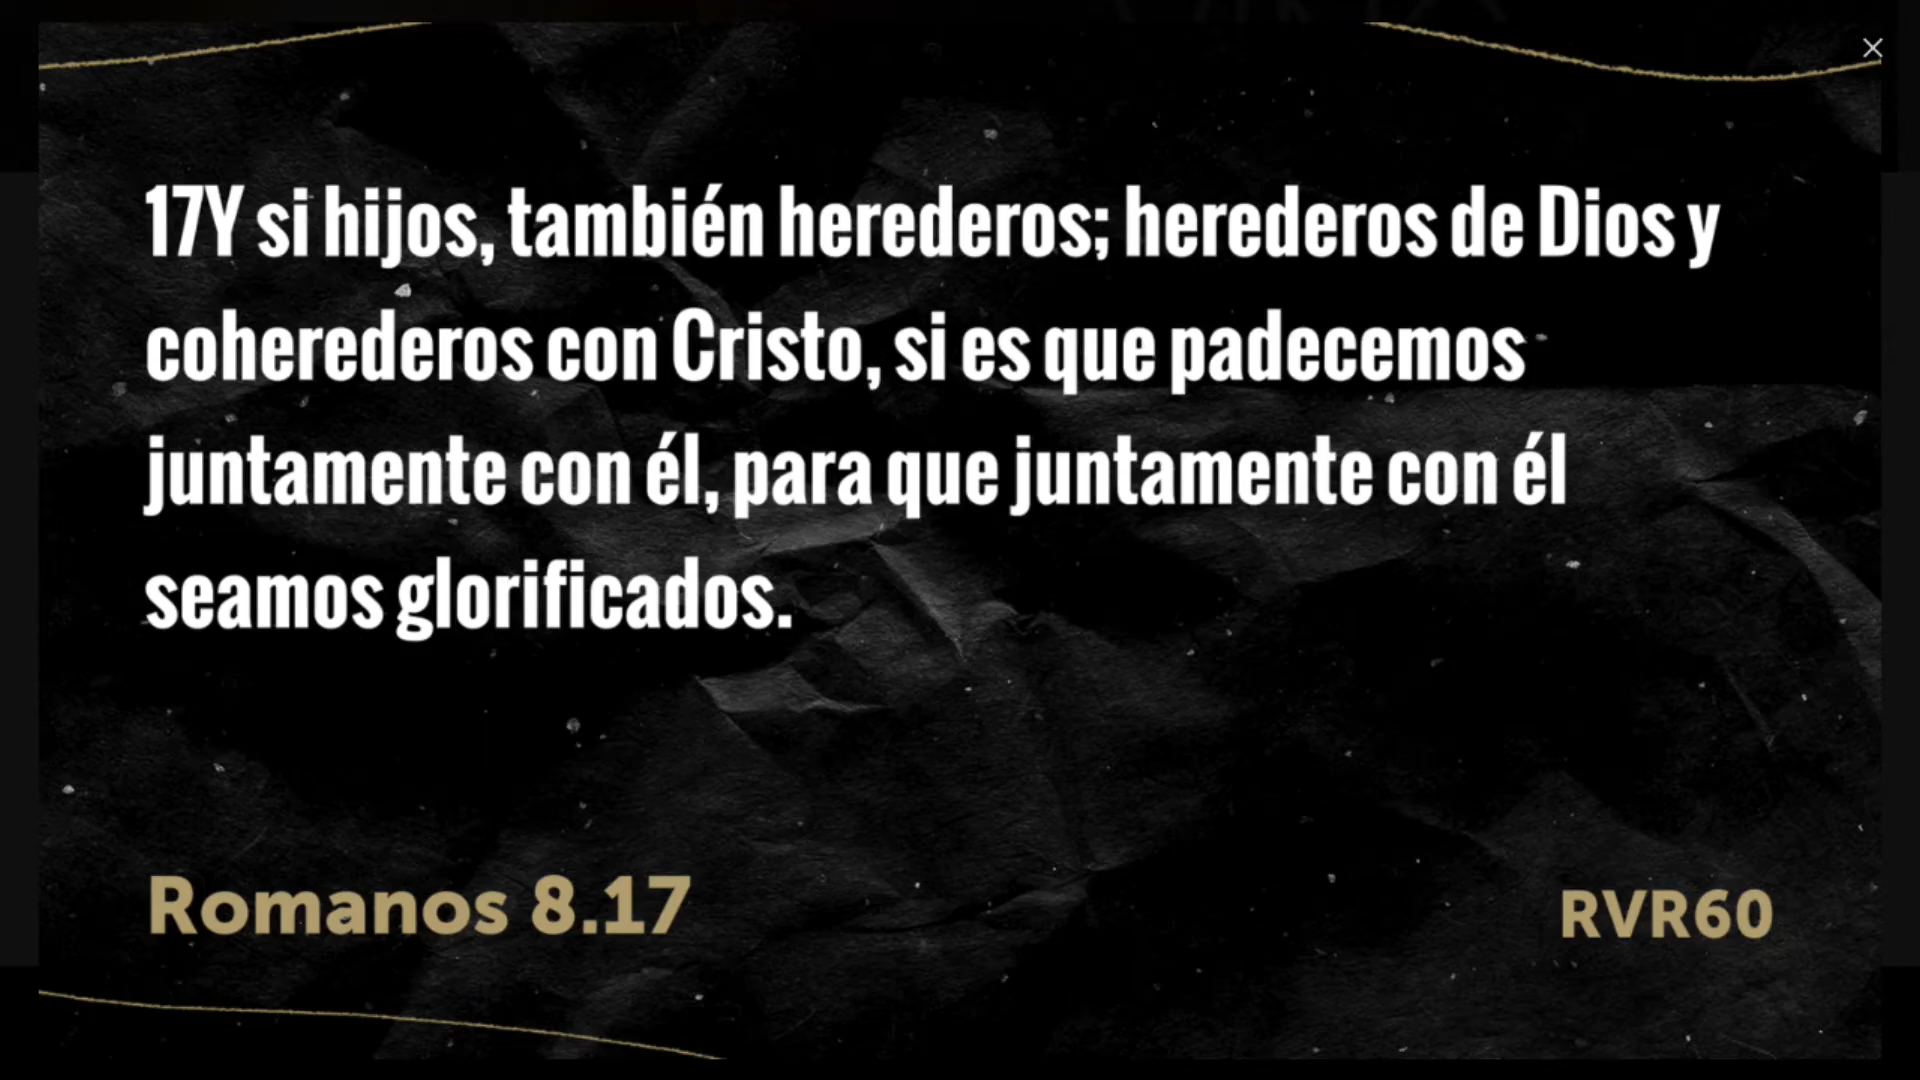 17Y si hijos, también herederos; herederos de Dios y
coherederos con Cristo, si es que padecemos
juntamente con él, para que juntamente con él
seamos glorificados.
Romanos 8.17
RVR60